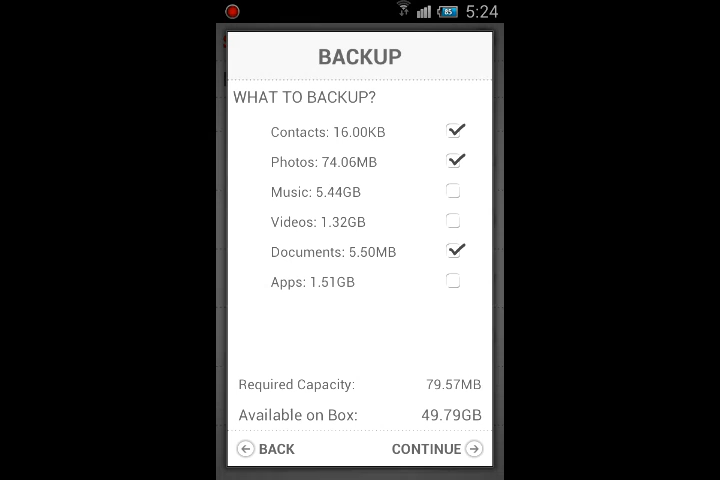 85 5:24
BACKUP
WHAT TO BACKUP?
Contacts: 16.00KB
Photos: 74.06MB
Music: 5.44GB
Videos: 1.32GB
Documents: 5.50MB
Apps: 1.51GB
Required Capacity: 79.57MB
Available on Box: 49.79GB
BACK CONTINUE